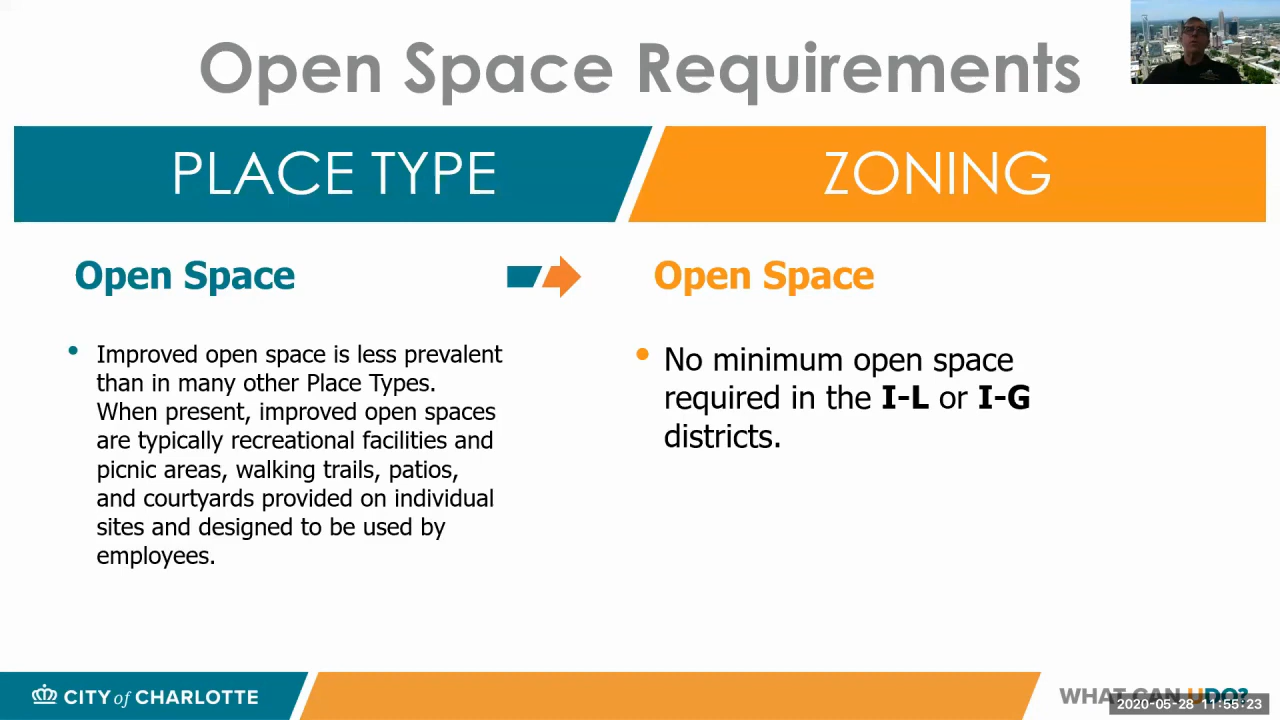 Open Space Requirements
PLACE TYPE
ZONING
Open Space
Open Space
• Improved open space is less prevalent
than in many other Place Types.
When present, improved open spaces
are typically recreational facilities and
picnic areas, walking trails, patios,
and courtyards provided on individual
sites and designed to be used by
employees.
• No minimum open space
required in the I-L or I-G
districts.
CITY of CHARLOTTE
WHAT CAN UDO?
2020-05-28 11:55:23